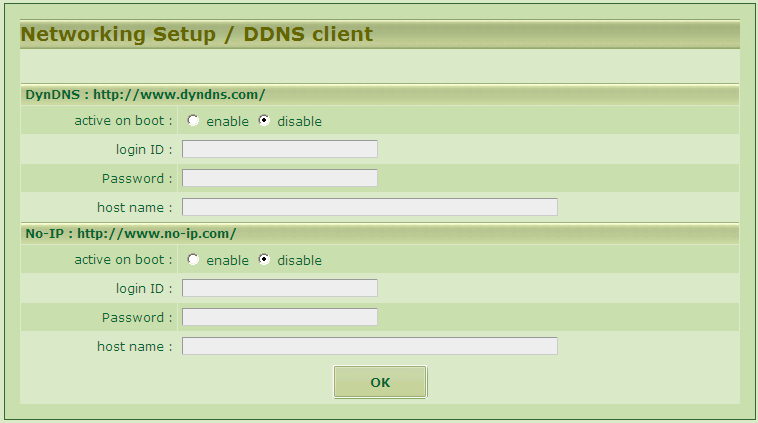 Networking Setup / DDNS client
DynDNS : http://www.dyndns.com/
active on boot : enable disable
login ID :
Password :
host name :
No-IP : http://www.no-ip.com/
active on boot : enable disable
login ID :
Password :
host name :
OK